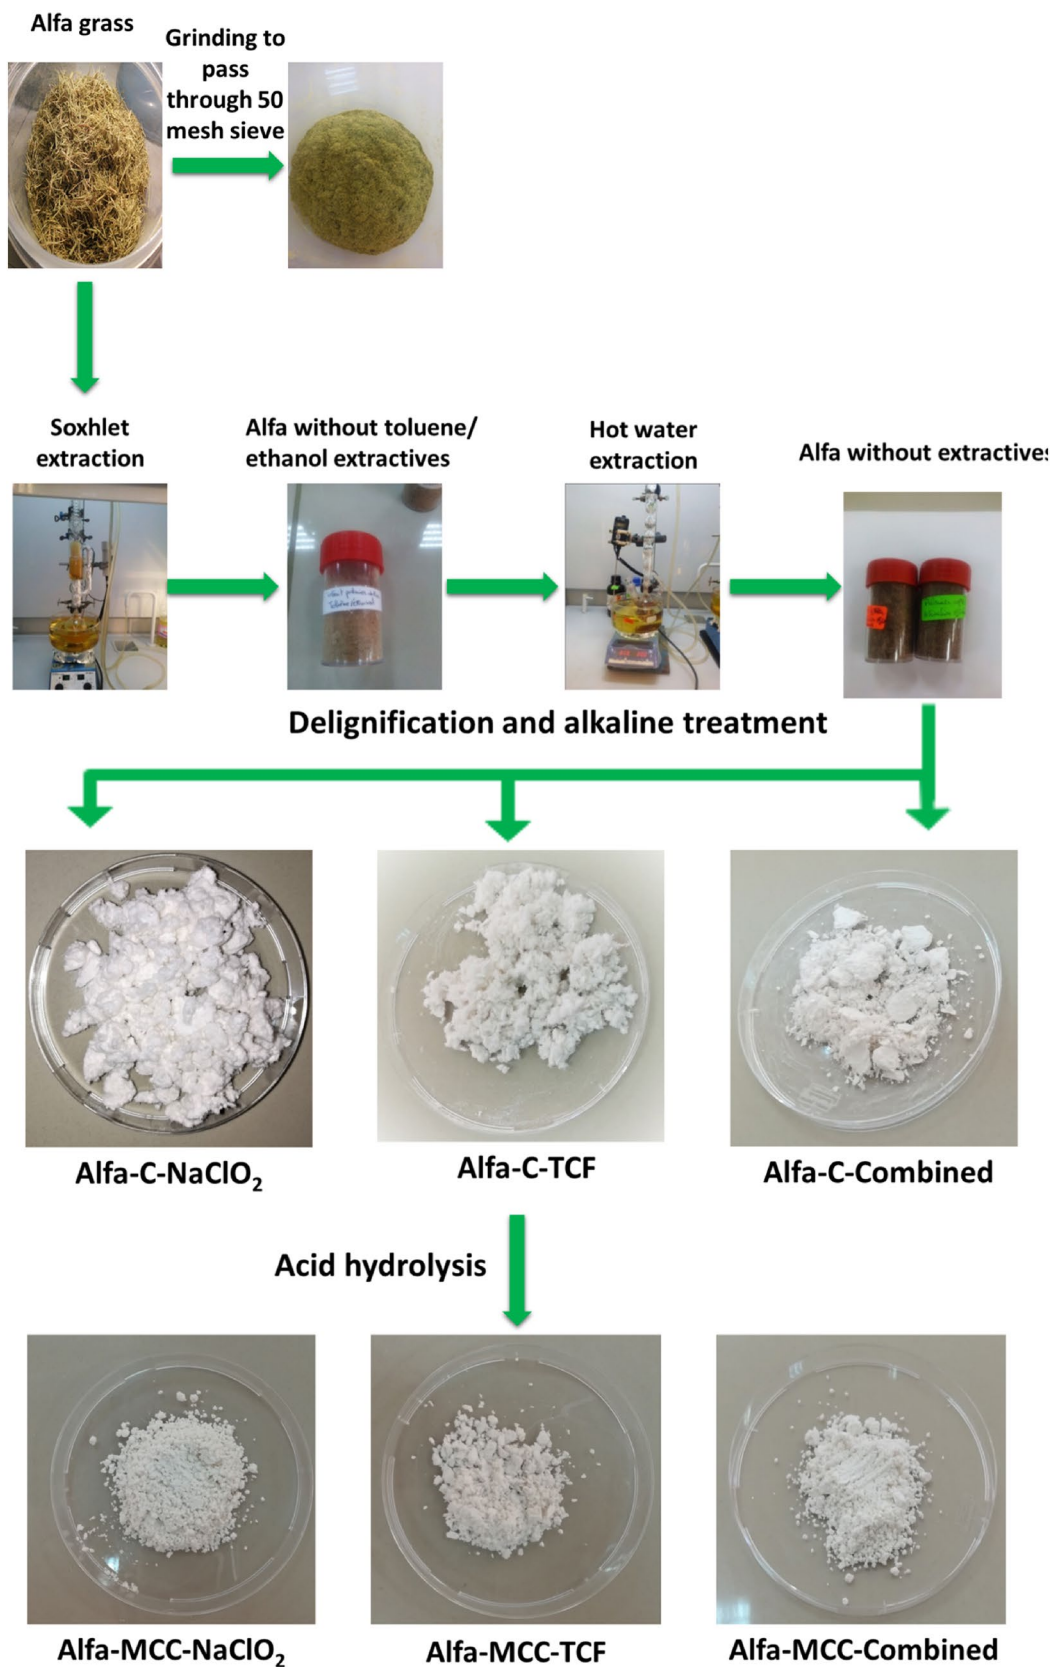 Alfa grass
Grinding to
pass
through 50
mesh sieve
Soxhlet
extraction
Alfa without toluene/
ethanol extractives
Hot water
extraction
Alfa without extractives
Delignification and alkaline treatment
Alfa-C-NaClO₂
Alfa-C-TCF
Alfa-C-Combined
Acid hydrolysis
Alfa-MCC-NaClO₂
Alfa-MCC-TCF
Alfa-MCC-Combined